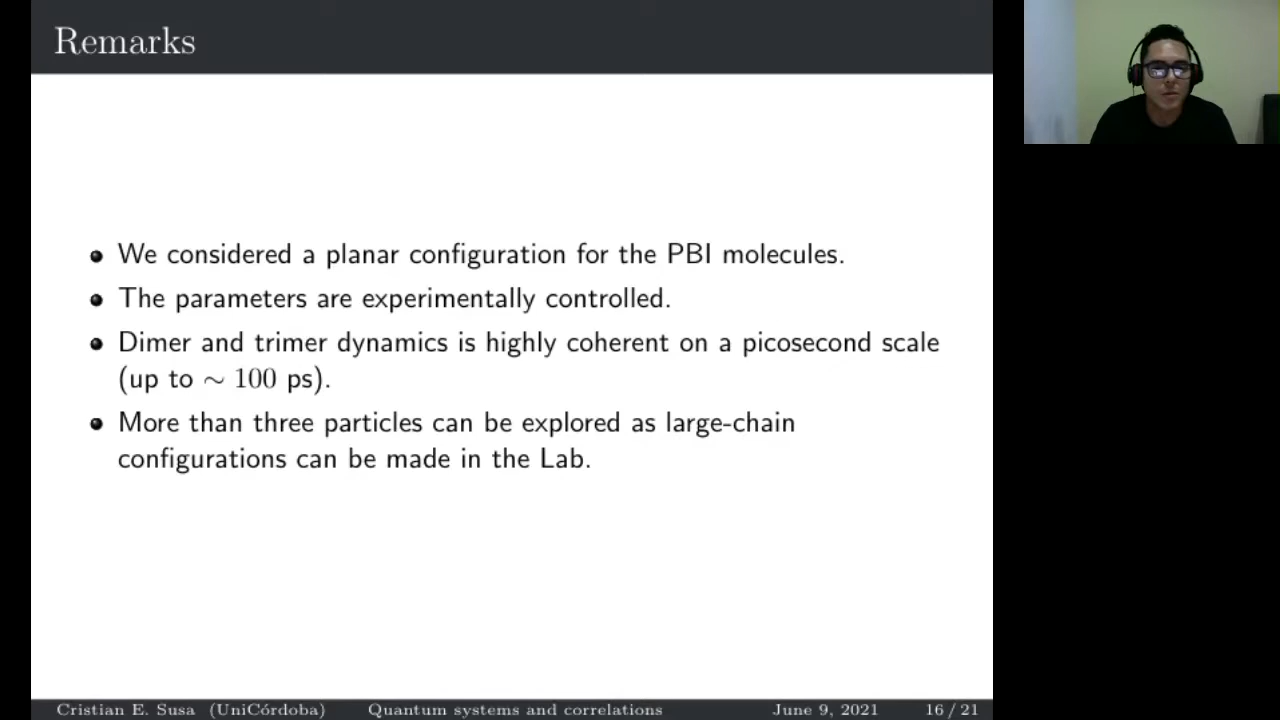 Remarks
We considered a planar configuration for the PBI molecules.
The parameters are experimentally controlled.
Dimer and trimer dynamics is highly coherent on a picosecond scale
(up to ∼ 100 ps).
More than three particles can be explored as large-chain
configurations can be made in the Lab.
Cristian E. Susa (UniCórdoba) Quantum systems and correlations June 9, 2021 16 / 21